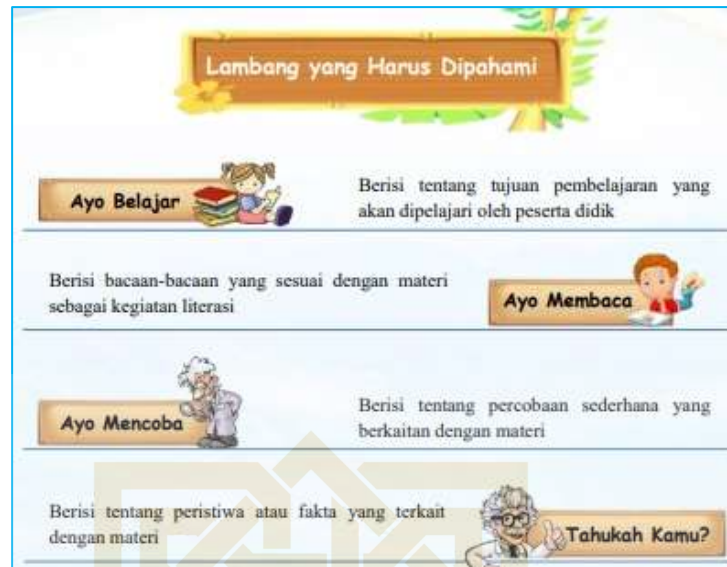 Lambang yang Harus Dipahami
Ayo Belajar
Berisi tentang tujuan pembelajaran yang
akan dipelajari oleh peserta didik
Berisi bacaan-bacaan yang sesuai dengan materi
sebagai kegiatan literasi
Ayo Membaca
Ayo Mencoba
Berisi tentang percobaan sederhana yang
berkaitan dengan materi
Berisi tentang peristiwa atau fakta yang terkait
dengan materi
Tahukah Kamu?